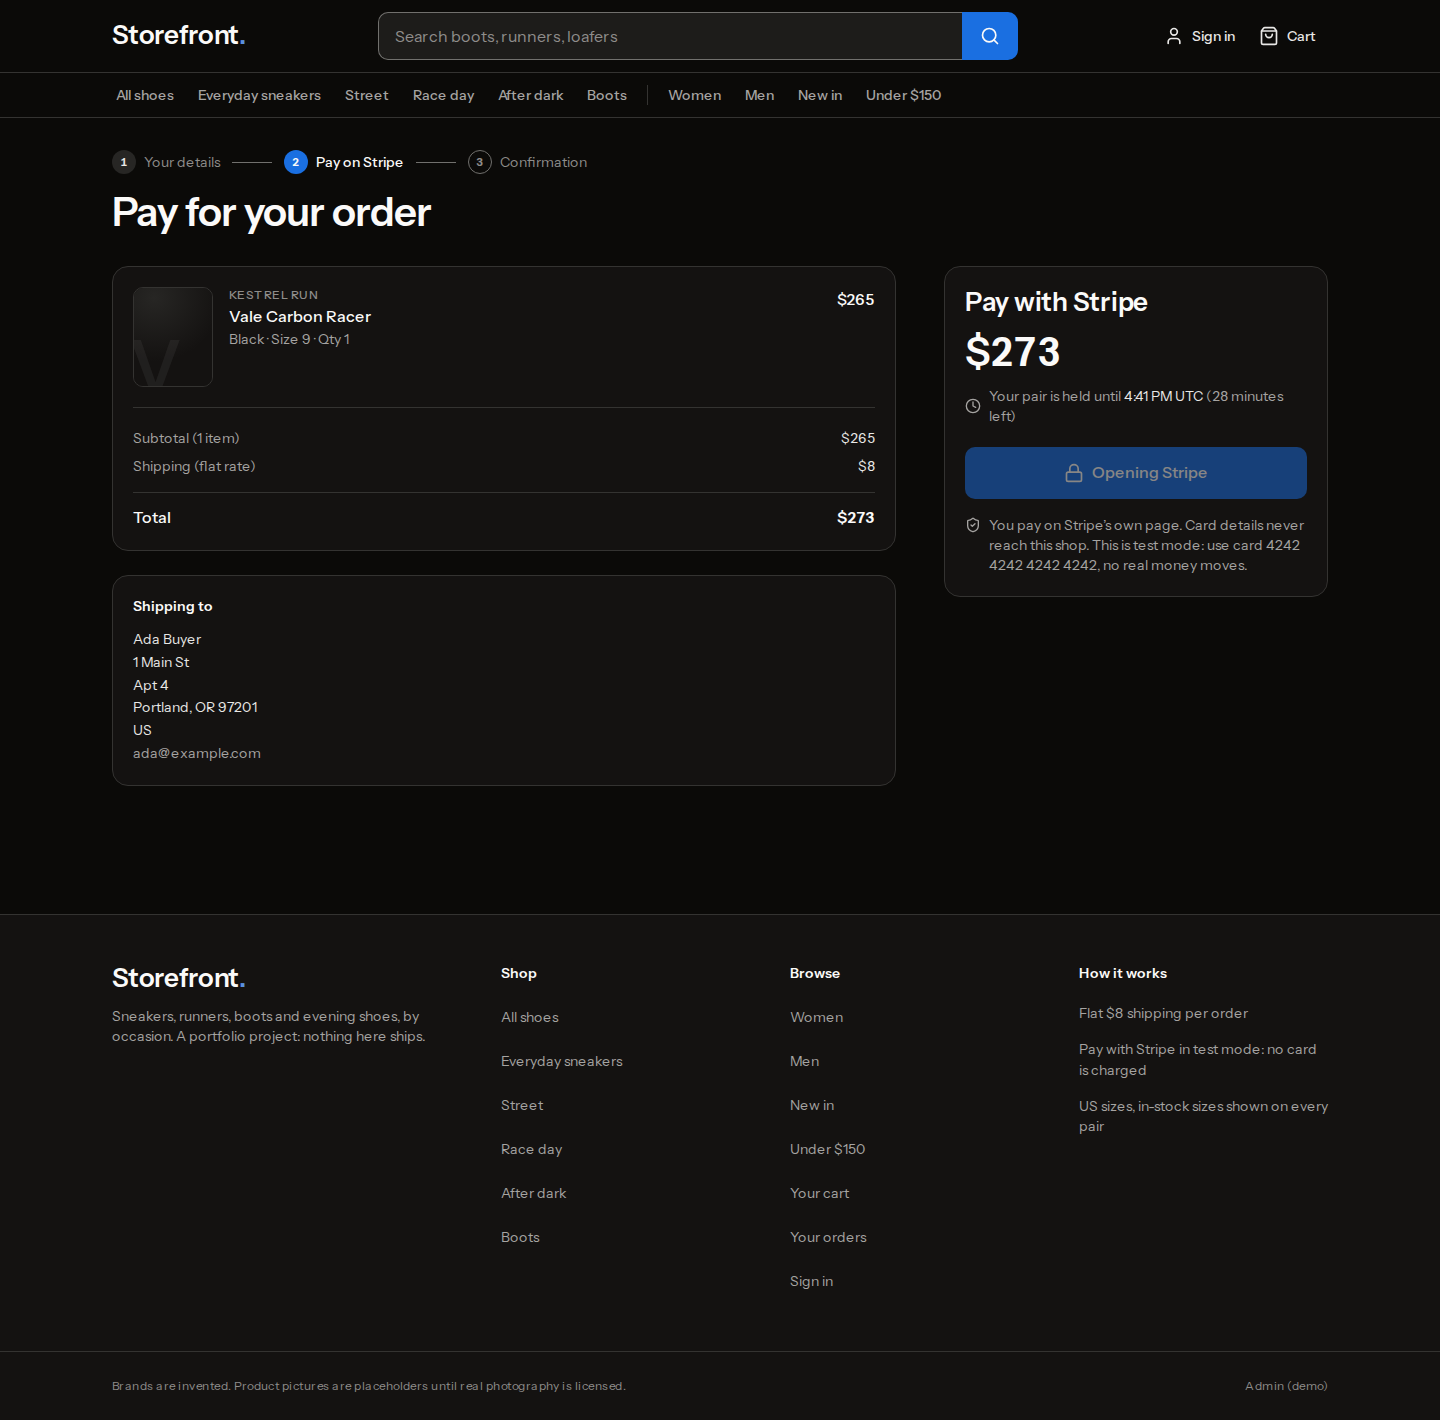 Storefront.
Search boots, runners, loafers
Sign in
Cart
All shoes
Everyday sneakers
Street
Race day
After dark
Boots
Women
Men
New in
Under $150
1 Your details
2 Pay on Stripe
3 Confirmation
Pay for your order
V
KESTREL RUN
Vale Carbon Racer
Black · Size 9 · Qty 1
$265
Subtotal (1 item) $265
Shipping (flat rate) $8
Total $273
Shipping to
Ada Buyer
1 Main St
Apt 4
Portland, OR 97201
US
ada@example.com
Pay with Stripe
$273
Your pair is held until 4:41 PM UTC (28 minutes
left)
Opening Stripe
You pay on Stripe's own page. Card details never
reach this shop. This is test mode: use card 4242
4242 4242 4242, no real money moves.
Storefront.
Sneakers, runners, boots and evening shoes, by
occasion. A portfolio project: nothing here ships.
Shop
All shoes
Everyday sneakers
Street
Race day
After dark
Boots
Browse
Women
Men
New in
Under $150
Your cart
Your orders
Sign in
How it works
Flat $8 shipping per order
Pay with Stripe in test mode: no card
is charged
US sizes, in-stock sizes shown on every
pair
Brands are invented. Product pictures are placeholders until real photography is licensed.
Admin (demo)